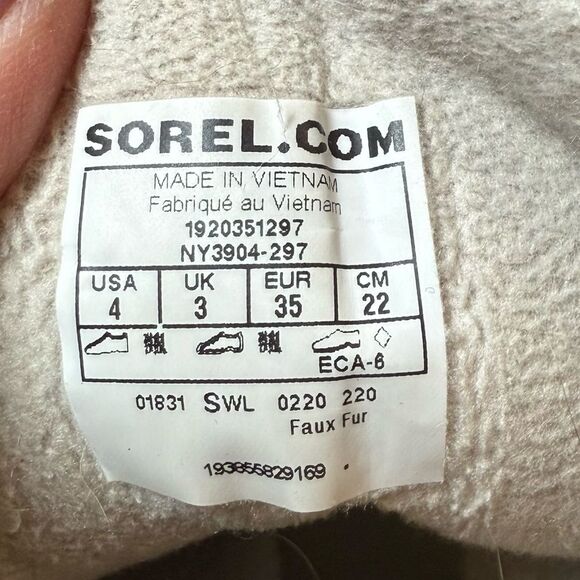 SOREL.COM
MADE IN VIETNAM
Fabriqué au Vietnam
1920351297
NY3904-297
USA UK EUR CM
4 3 35 22
ECA-6
01831 SWL 0220 220
Faux Fur
193855829169